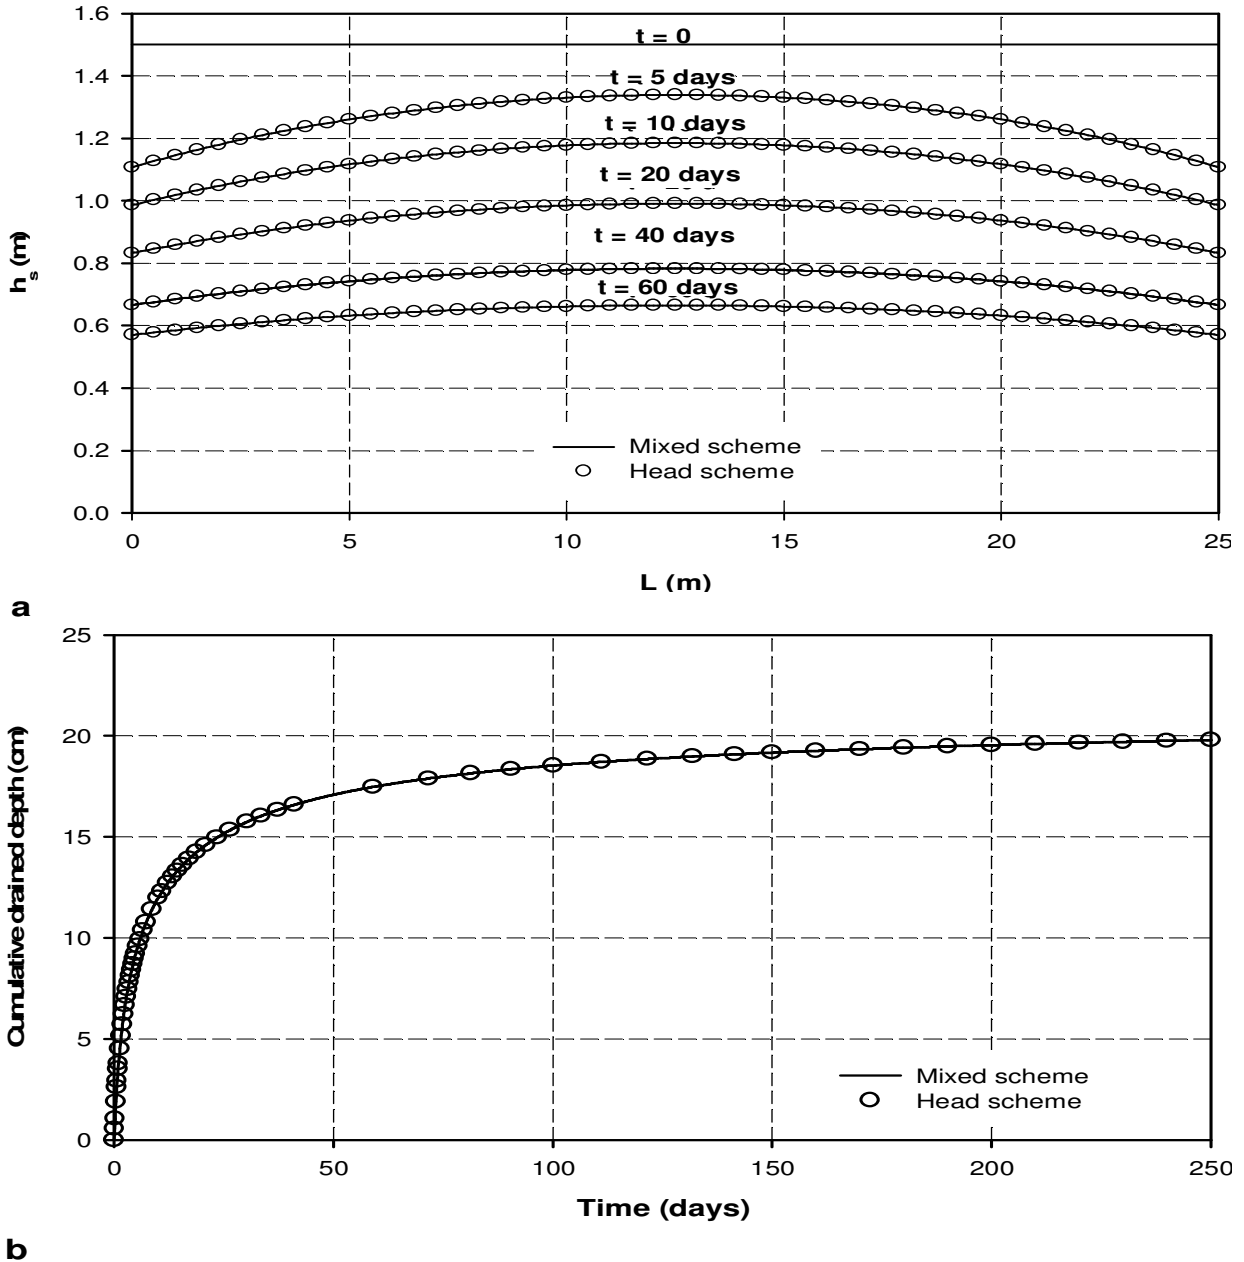 1.6
1.4
1.2
1.0
0.8
0.6
0.4
0.2
0.0
h_s (m)
t = 0
t = 5 days
t = 10 days
t = 20 days
t = 40 days
t = 60 days
Mixed scheme
Head scheme
0 5 10 15 20 25
L (m)
a
25
20
15
10
5
0
Cumulative drained depth (cm)
Mixed scheme
Head scheme
0 50 100 150 200 250
Time (days)
b